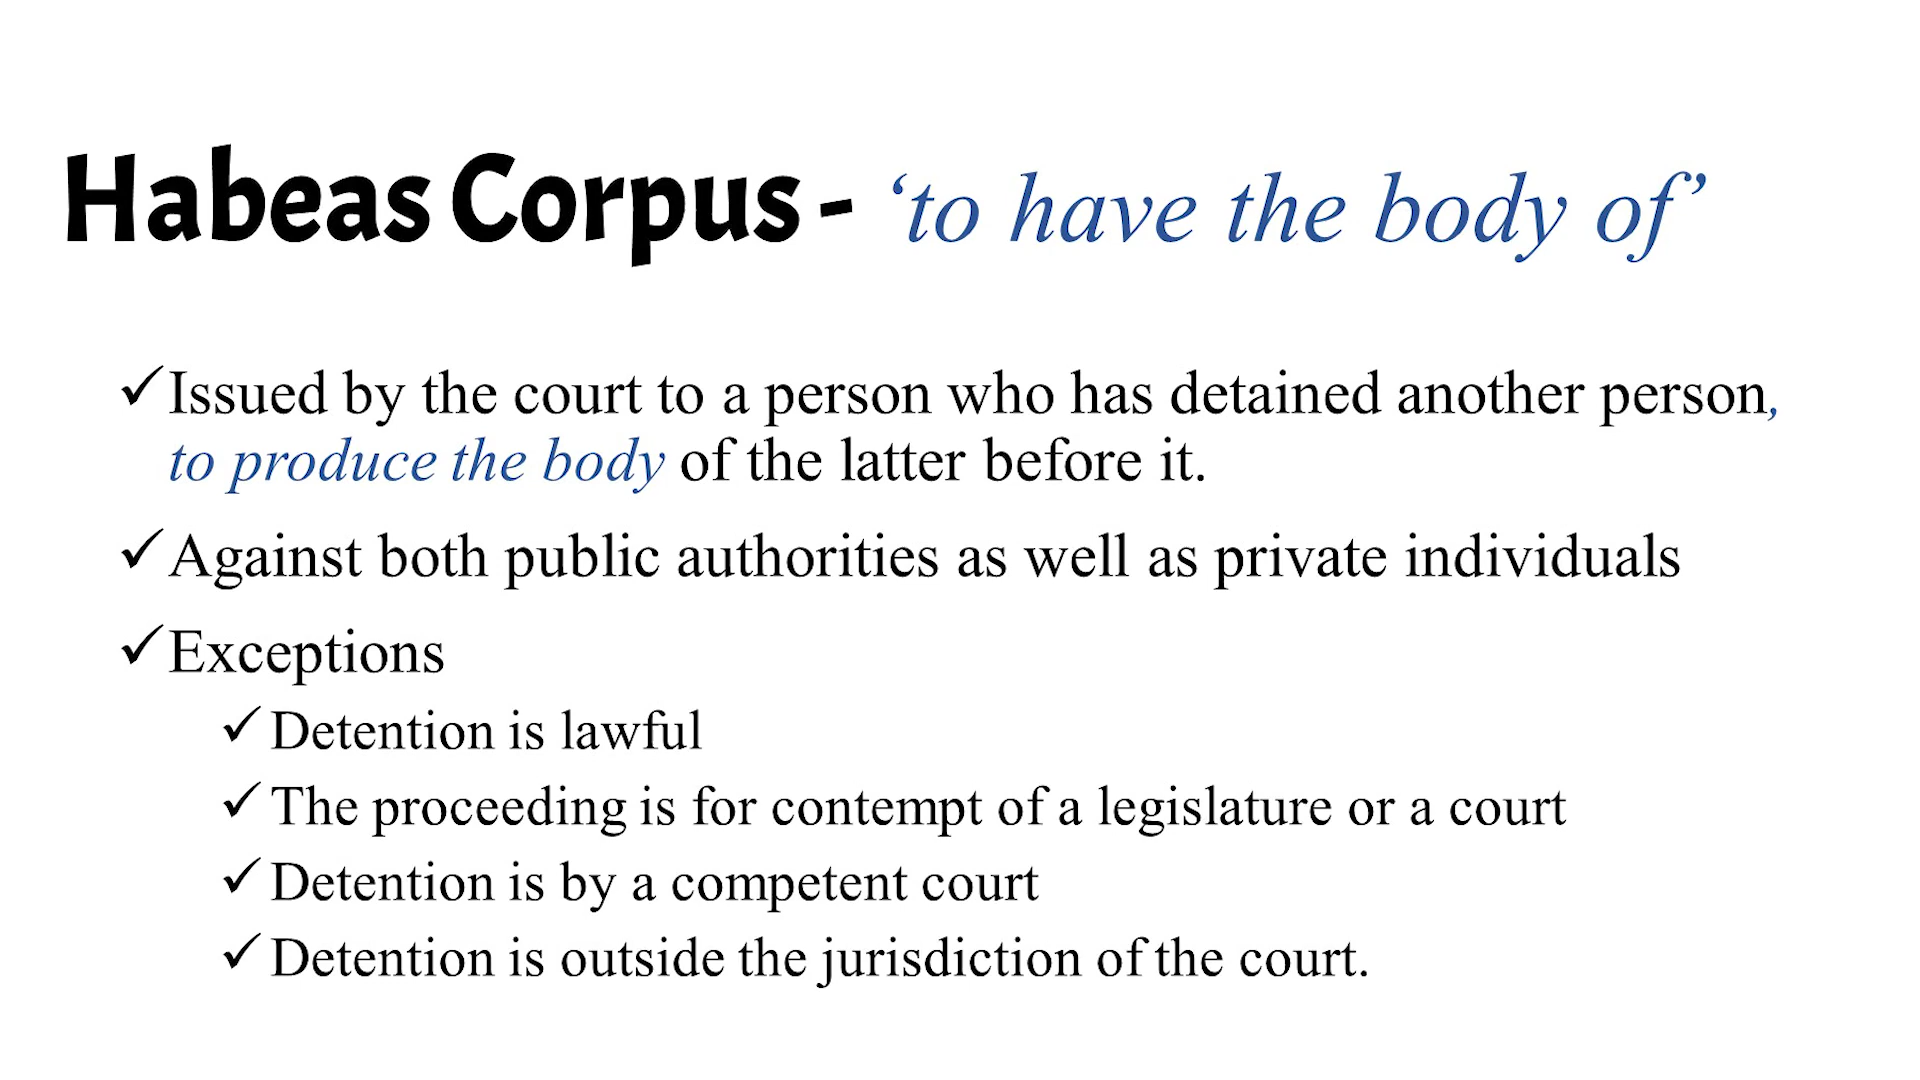 Habeas Corpus - ‘to have the body of’
✓Issued by the court to a person who has detained another person,
to produce the body of the latter before it.
✓Against both public authorities as well as private individuals
✓Exceptions
✓Detention is lawful
✓The proceeding is for contempt of a legislature or a court
✓Detention is by a competent court
✓Detention is outside the jurisdiction of the court.